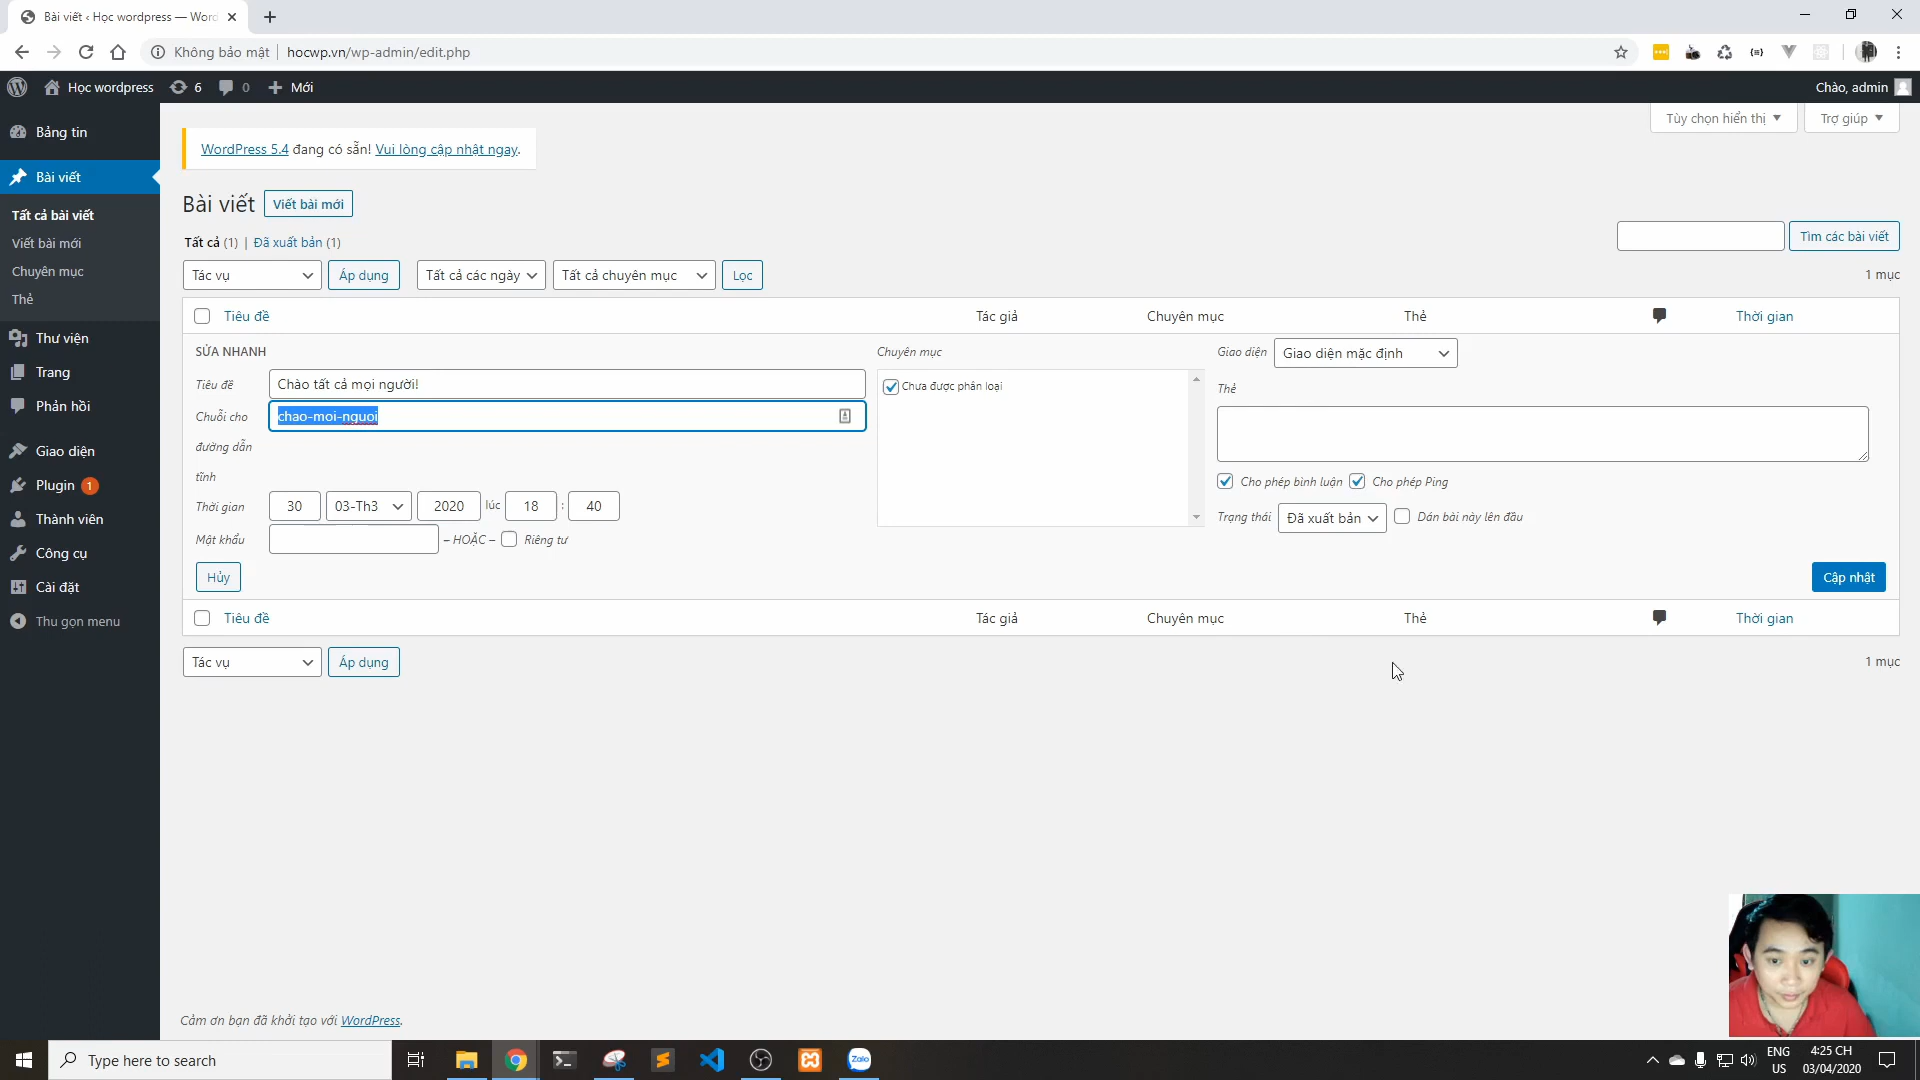 Bài viết ‹ Học wordpress — Word
Không bảo mật
hocwp.vn/wp-admin/edit.php
Học wordpress
6
0
Mới
Chào, admin
Tùy chọn hiển thị
Trợ giúp
Bảng tin
Bài viết
Tất cả bài viết
Viết bài mới
Chuyên mục
Thẻ
Thư viện
Trang
Phản hồi
Giao diện
Plugin 1
Thành viên
Công cụ
Cài đặt
Thu gọn menu
WordPress 5.4 đang có sẵn! Vui lòng cập nhật ngay.
Bài viết Viết bài mới
Tất cả (1) | Đã xuất bản (1)
Tìm các bài viết
Tác vụ Áp dụng Tất cả các ngày Tất cả chuyên mục Lọc
1 mục
Tiêu đề Tác giả Chuyên mục Thẻ Thời gian
SỬA NHANH
Tiêu đề Chào tất cả mọi người!
Chuỗi cho chao-moi-nguoi
đường dẫn
tĩnh
Thời gian 30 03-Th3 2020 lúc 18 : 40
Mật khẩu – HOẶC – Riêng tư
Hủy
Chuyên mục
Chưa được phân loại
Giao diện Giao diện mặc định
Thẻ
Cho phép bình luận Cho phép Ping
Trạng thái Đã xuất bản Dán bài này lên đầu
Cập nhật
Tiêu đề Tác giả Chuyên mục Thẻ Thời gian
Tác vụ Áp dụng
1 mục
Cảm ơn bạn đã khởi tạo với WordPress.
Type here to search
Zalo
ENG
US
4:25 CH
03/04/2020